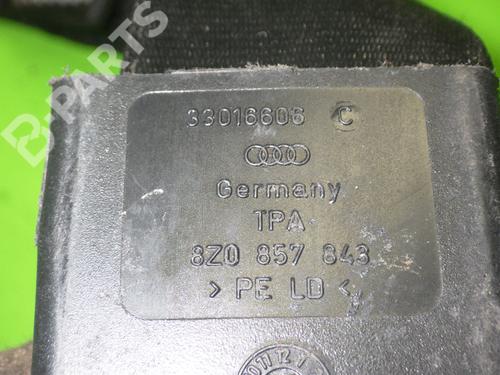 B-PARTS
33016606 C
Germany
TPA
8Z0 857 843
> PE LD <